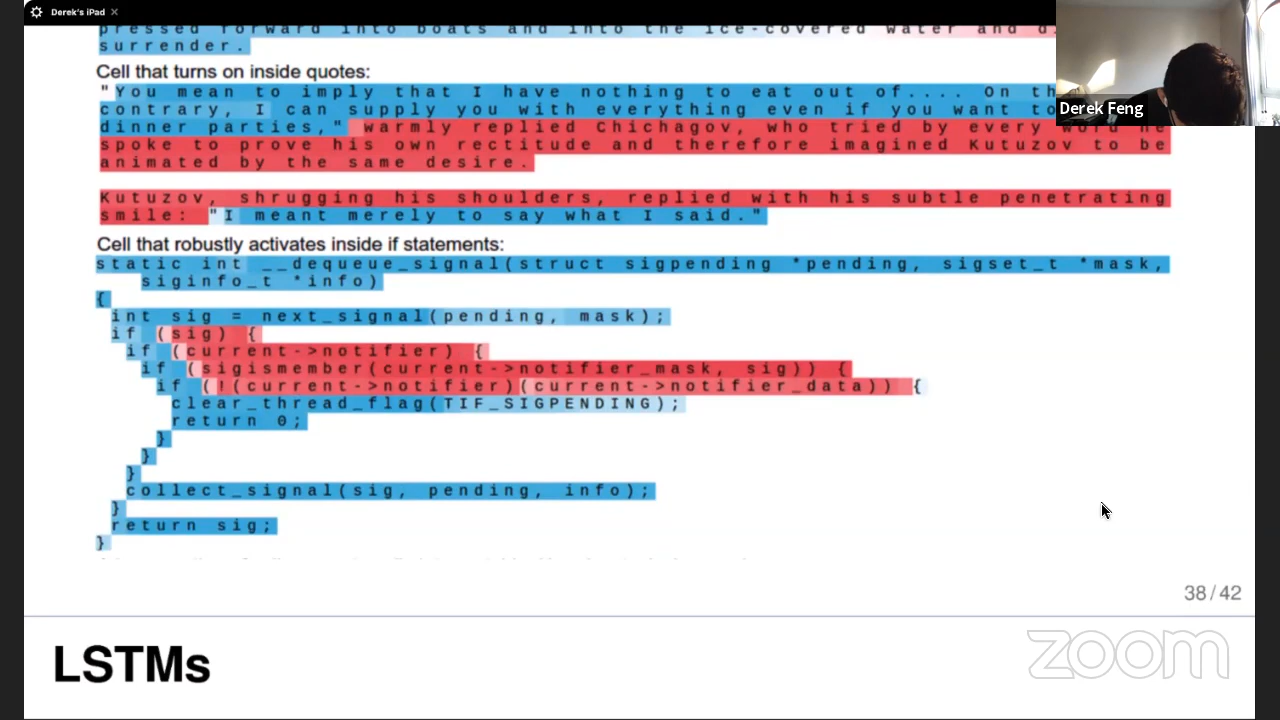 Derek's iPad
pressed forward into boats and into the ice-covered water and d
surrender.
Cell that turns on inside quotes:
"You mean to imply that I have nothing to eat out of.... On th
contrary, I can supply you with everything even if you want to
dinner parties," warmly replied Chichagov, who tried by every word he
spoke to prove his own rectitude and therefore imagined Kutuzov to be
animated by the same desire.
Kutuzov, shrugging his shoulders, replied with his subtle penetrating
smile: "I meant merely to say what I said."
Cell that robustly activates inside if statements:
static int __dequeue_signal(struct sigpending *pending, sigset_t *mask,
siginfo_t *info)
{
int sig = next_signal(pending, mask);
if (sig) {
if (current->notifier) {
if (sigismember(current->notifier_mask, sig)) {
if (!(current->notifier)(current->notifier_data)) {
clear_thread_flag(TIF_SIGPENDING);
return 0;
}
}
}
collect_signal(sig, pending, info);
}
return sig;
}
38/42
LSTMs
Derek Feng
zoom